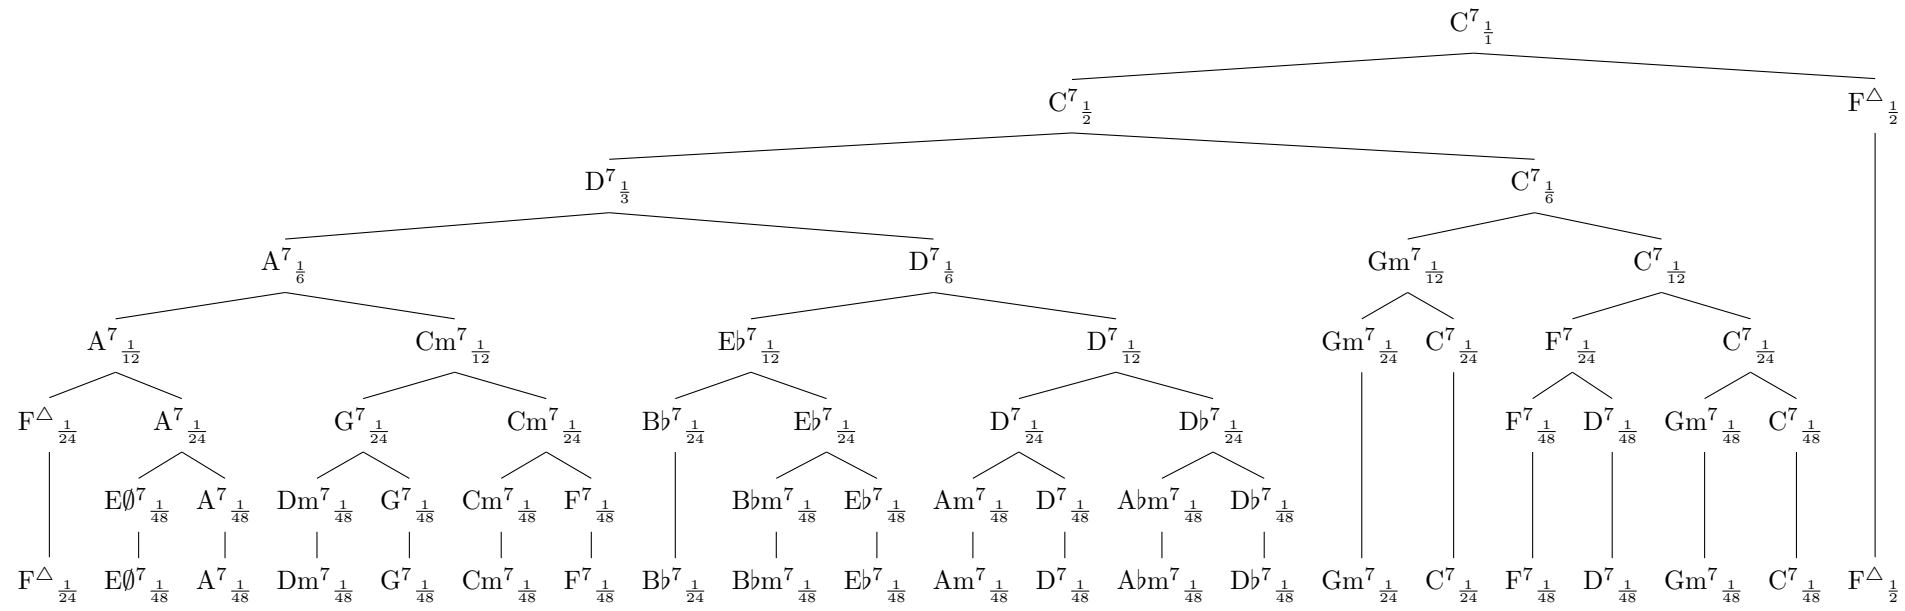 C⁷ 1/1
C⁷ 1/2 F△ 1/2
D⁷ 1/3 C⁷ 1/6
A⁷ 1/6 D⁷ 1/6 Gm⁷ 1/12 C⁷ 1/12
A⁷ 1/12 Cm⁷ 1/12 E♭⁷ 1/12 D⁷ 1/12 Gm⁷ 1/24 C⁷ 1/24 F⁷ 1/24 C⁷ 1/24
F△ 1/24 A⁷ 1/24 G⁷ 1/24 Cm⁷ 1/24 B♭⁷ 1/24 E♭⁷ 1/24 D⁷ 1/24 D♭⁷ 1/24 F⁷ 1/48 D⁷ 1/48 Gm⁷ 1/48 C⁷ 1/48
E∅⁷ 1/48 A⁷ 1/48 Dm⁷ 1/48 G⁷ 1/48 Cm⁷ 1/48 F⁷ 1/48 B♭m⁷ 1/48 E♭⁷ 1/48 Am⁷ 1/48 D⁷ 1/48 A♭m⁷ 1/48 D♭⁷ 1/48
F△ 1/24 E∅⁷ 1/48 A⁷ 1/48 Dm⁷ 1/48 G⁷ 1/48 Cm⁷ 1/48 F⁷ 1/48 B♭⁷ 1/24 B♭m⁷ 1/48 E♭⁷ 1/48 Am⁷ 1/48 D⁷ 1/48 A♭m⁷ 1/48 D♭⁷ 1/48 Gm⁷ 1/24 C⁷ 1/24 F⁷ 1/48 D⁷ 1/48 Gm⁷ 1/48 C⁷ 1/48 F△ 1/2